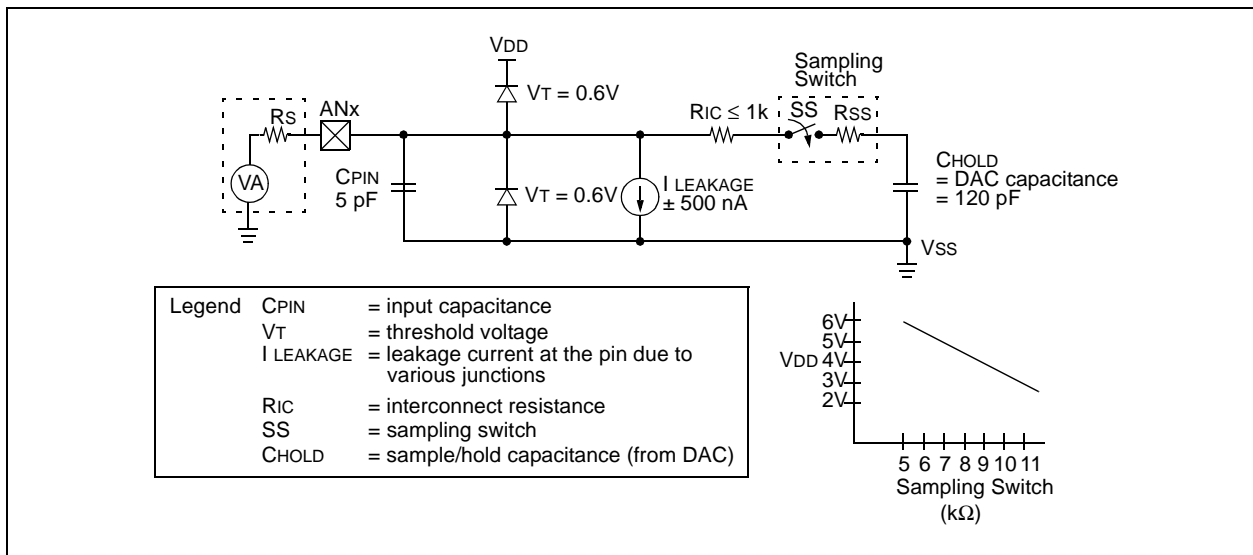 VDD
Sampling
Switch
VT = 0.6V
ANx
RS
RIC ≤ 1k
SS
RSS
VA
CPIN
5 pF
VT = 0.6V
I LEAKAGE
± 500 nA
CHOLD
= DAC capacitance
= 120 pF
VSS
Legend CPIN = input capacitance
VT = threshold voltage
I LEAKAGE = leakage current at the pin due to
various junctions
RIC = interconnect resistance
SS = sampling switch
CHOLD = sample/hold capacitance (from DAC)
6V
5V
VDD 4V
3V
2V
5 6 7 8 9 10 11
Sampling Switch
(kΩ)